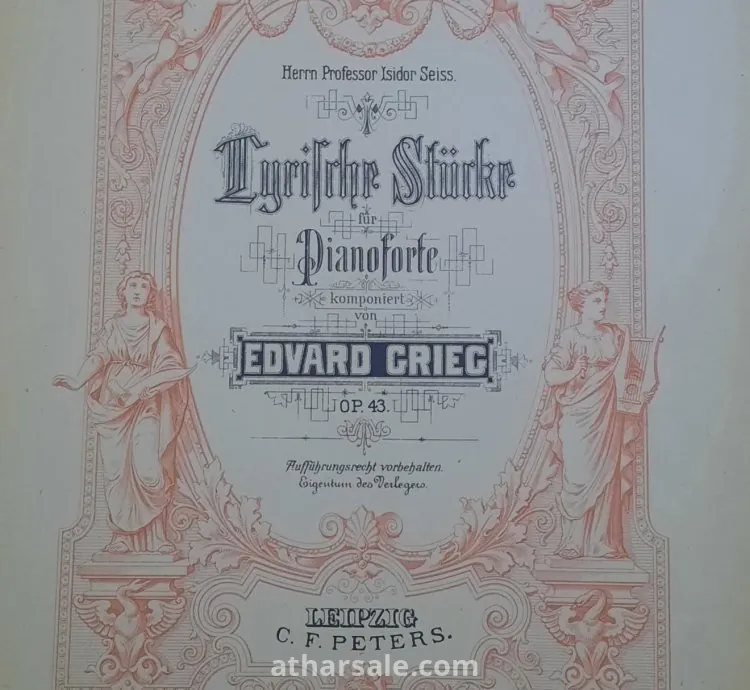 Herrn Professor Isidor Seiss.
Lyrische Stücke
für
Pianoforte
komponiert
von
EDVARD GRIEG
OP. 43.
Aufführungsrecht vorbehalten.
Eigentum des Verlegers.
LEIPZIG
C. F. PETERS.
atharsale.com